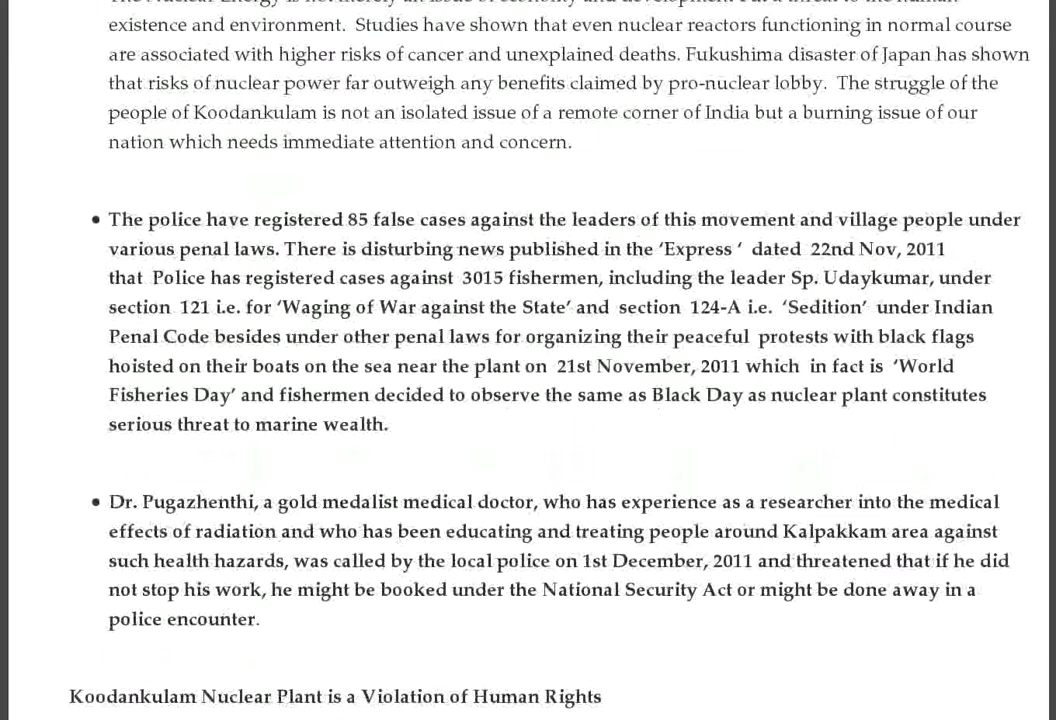 existence and environment. Studies have shown that even nuclear reactors functioning in normal course
are associated with higher risks of cancer and unexplained deaths. Fukushima disaster of Japan has shown
that risks of nuclear power far outweigh any benefits claimed by pro-nuclear lobby. The struggle of the
people of Koodankulam is not an isolated issue of a remote corner of India but a burning issue of our
nation which needs immediate attention and concern.
• The police have registered 85 false cases against the leaders of this movement and village people under
various penal laws. There is disturbing news published in the ‘Express ‘ dated 22nd Nov, 2011
that Police has registered cases against 3015 fishermen, including the leader Sp. Udaykumar, under
section 121 i.e. for ‘Waging of War against the State’ and section 124-A i.e. ‘Sedition’ under Indian
Penal Code besides under other penal laws for organizing their peaceful protests with black flags
hoisted on their boats on the sea near the plant on 21st November, 2011 which in fact is ‘World
Fisheries Day’ and fishermen decided to observe the same as Black Day as nuclear plant constitutes
serious threat to marine wealth.
• Dr. Pugazhenthi, a gold medalist medical doctor, who has experience as a researcher into the medical
effects of radiation and who has been educating and treating people around Kalpakkam area against
such health hazards, was called by the local police on 1st December, 2011 and threatened that if he did
not stop his work, he might be booked under the National Security Act or might be done away in a
police encounter.
Koodankulam Nuclear Plant is a Violation of Human Rights